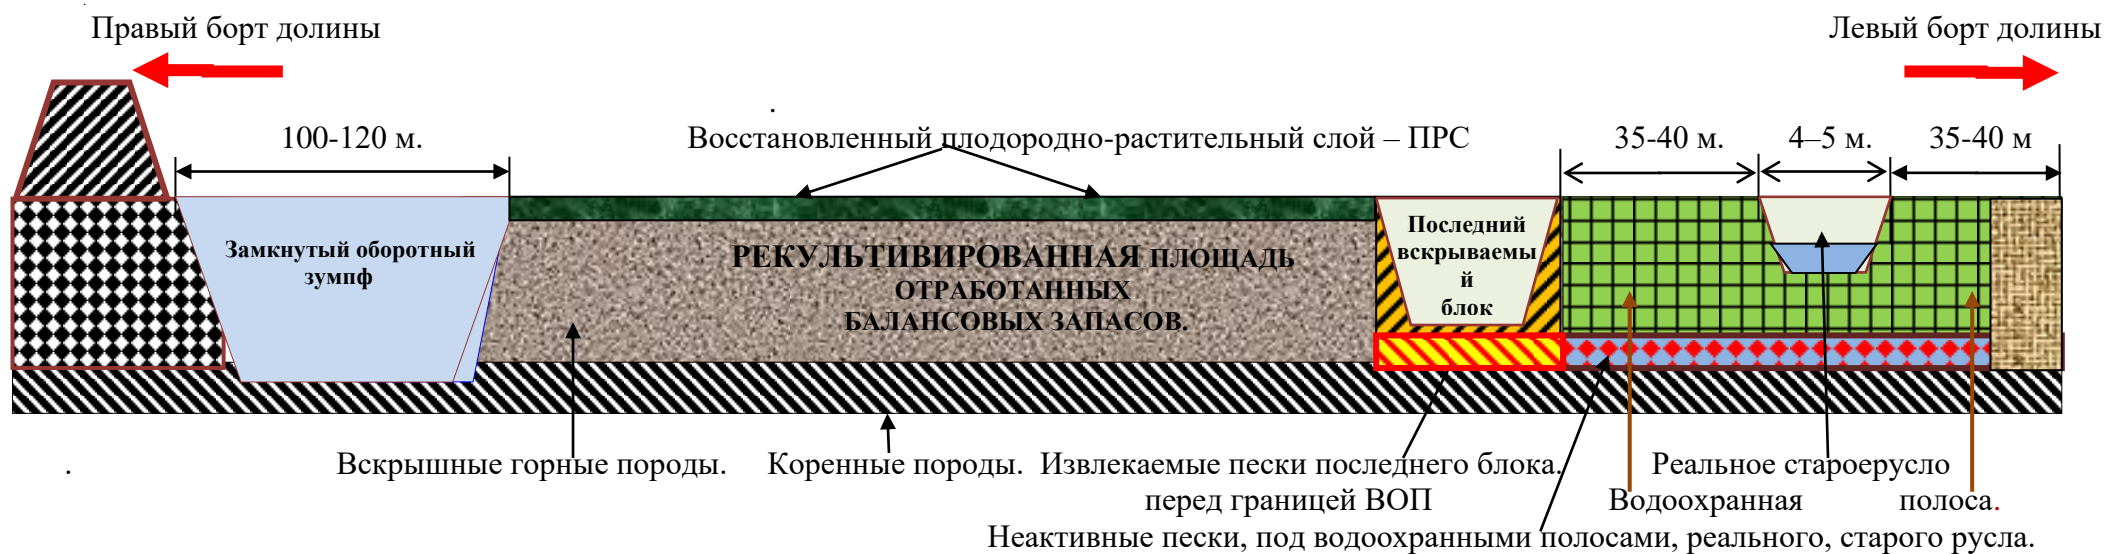 Правый борт долины
Левый борт долины
100-120 м.
Восстановленный плодородно-растительный слой – ПРС
35-40 м.
4–5 м.
35-40 м
Замкнутый оборотный
зумпф
РЕКУЛЬТИВИРОВАННАЯ ПЛОЩАДЬ
ОТРАБОТАННЫХ
БАЛАНСОВЫХ ЗАПАСОВ.
Последний
вскрываемы
й
блок
Вскрышные горные породы.
Коренные породы.
Извлекаемые пески последнего блока.
перед границей ВОП
Реальное староерусло
Водоохранная полоса.
Неактивные пески, под водоохранными полосами, реального, старого русла.